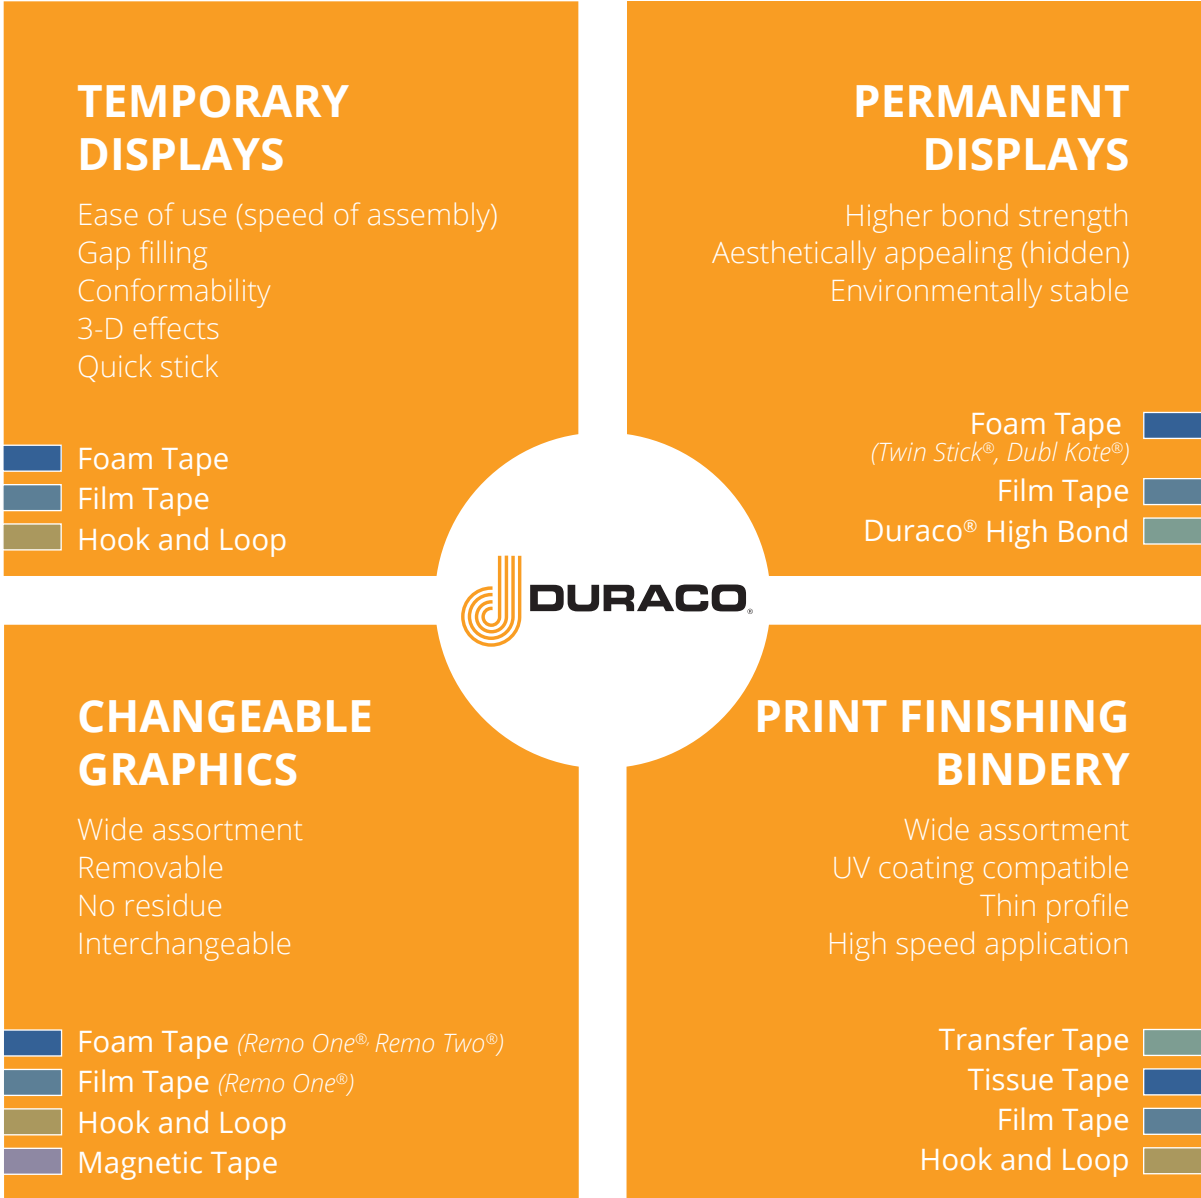 TEMPORARY
DISPLAYS
Ease of use (speed of assembly)
Gap filling
Conformability
3-D effects
Quick stick
Foam Tape
Film Tape
Hook and Loop
PERMANENT
DISPLAYS
Higher bond strength
Aesthetically appealing (hidden)
Environmentally stable
Foam Tape
(Twin Stick®, Dubl Kote®)
Film Tape
Duraco® High Bond
DURACO®
CHANGEABLE
GRAPHICS
Wide assortment
Removable
No residue
Interchangeable
Foam Tape (Remo One®, Remo Two®)
Film Tape (Remo One®)
Hook and Loop
Magnetic Tape
PRINT FINISHING
BINDERY
Wide assortment
UV coating compatible
Thin profile
High speed application
Transfer Tape
Tissue Tape
Film Tape
Hook and Loop